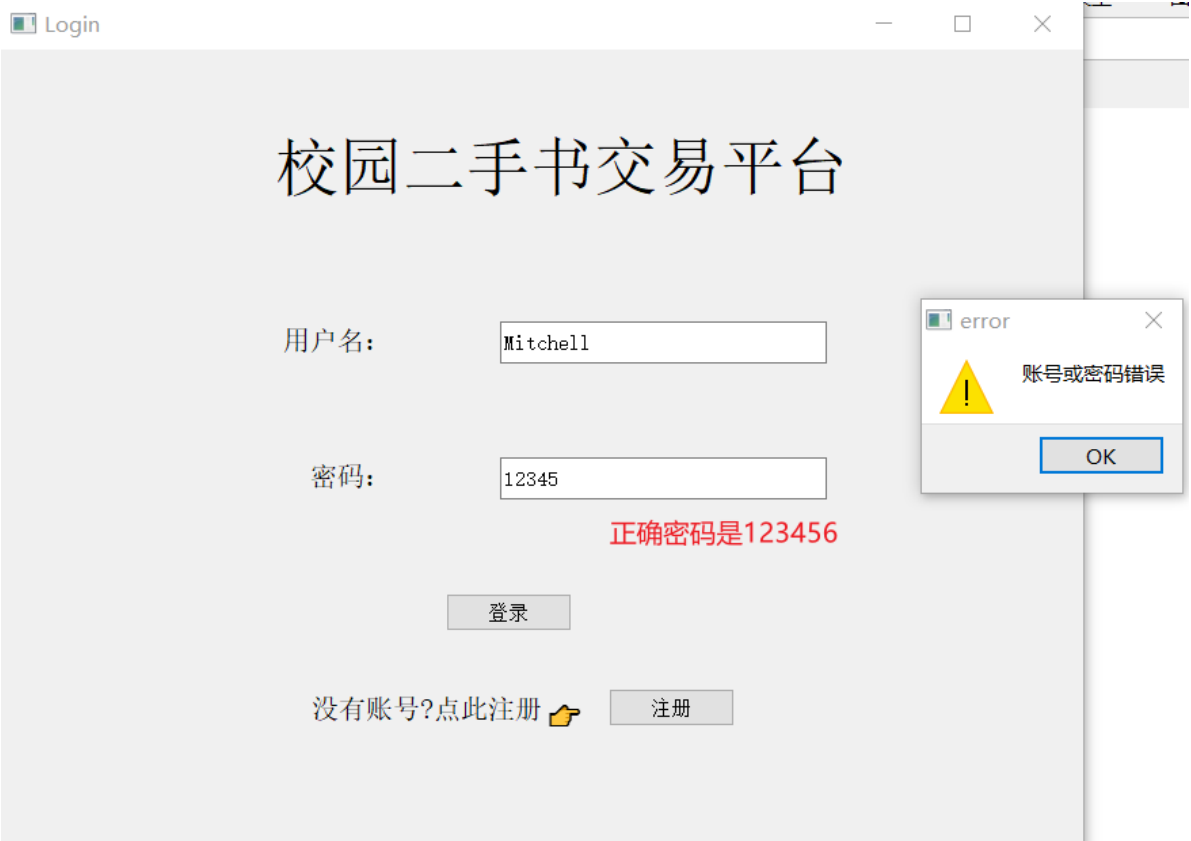 Login
校园二手书交易平台
用户名：
Mitchell
error
账号或密码错误
OK
密码：
12345
正确密码是123456
登录
没有账号?点此注册👉
注册